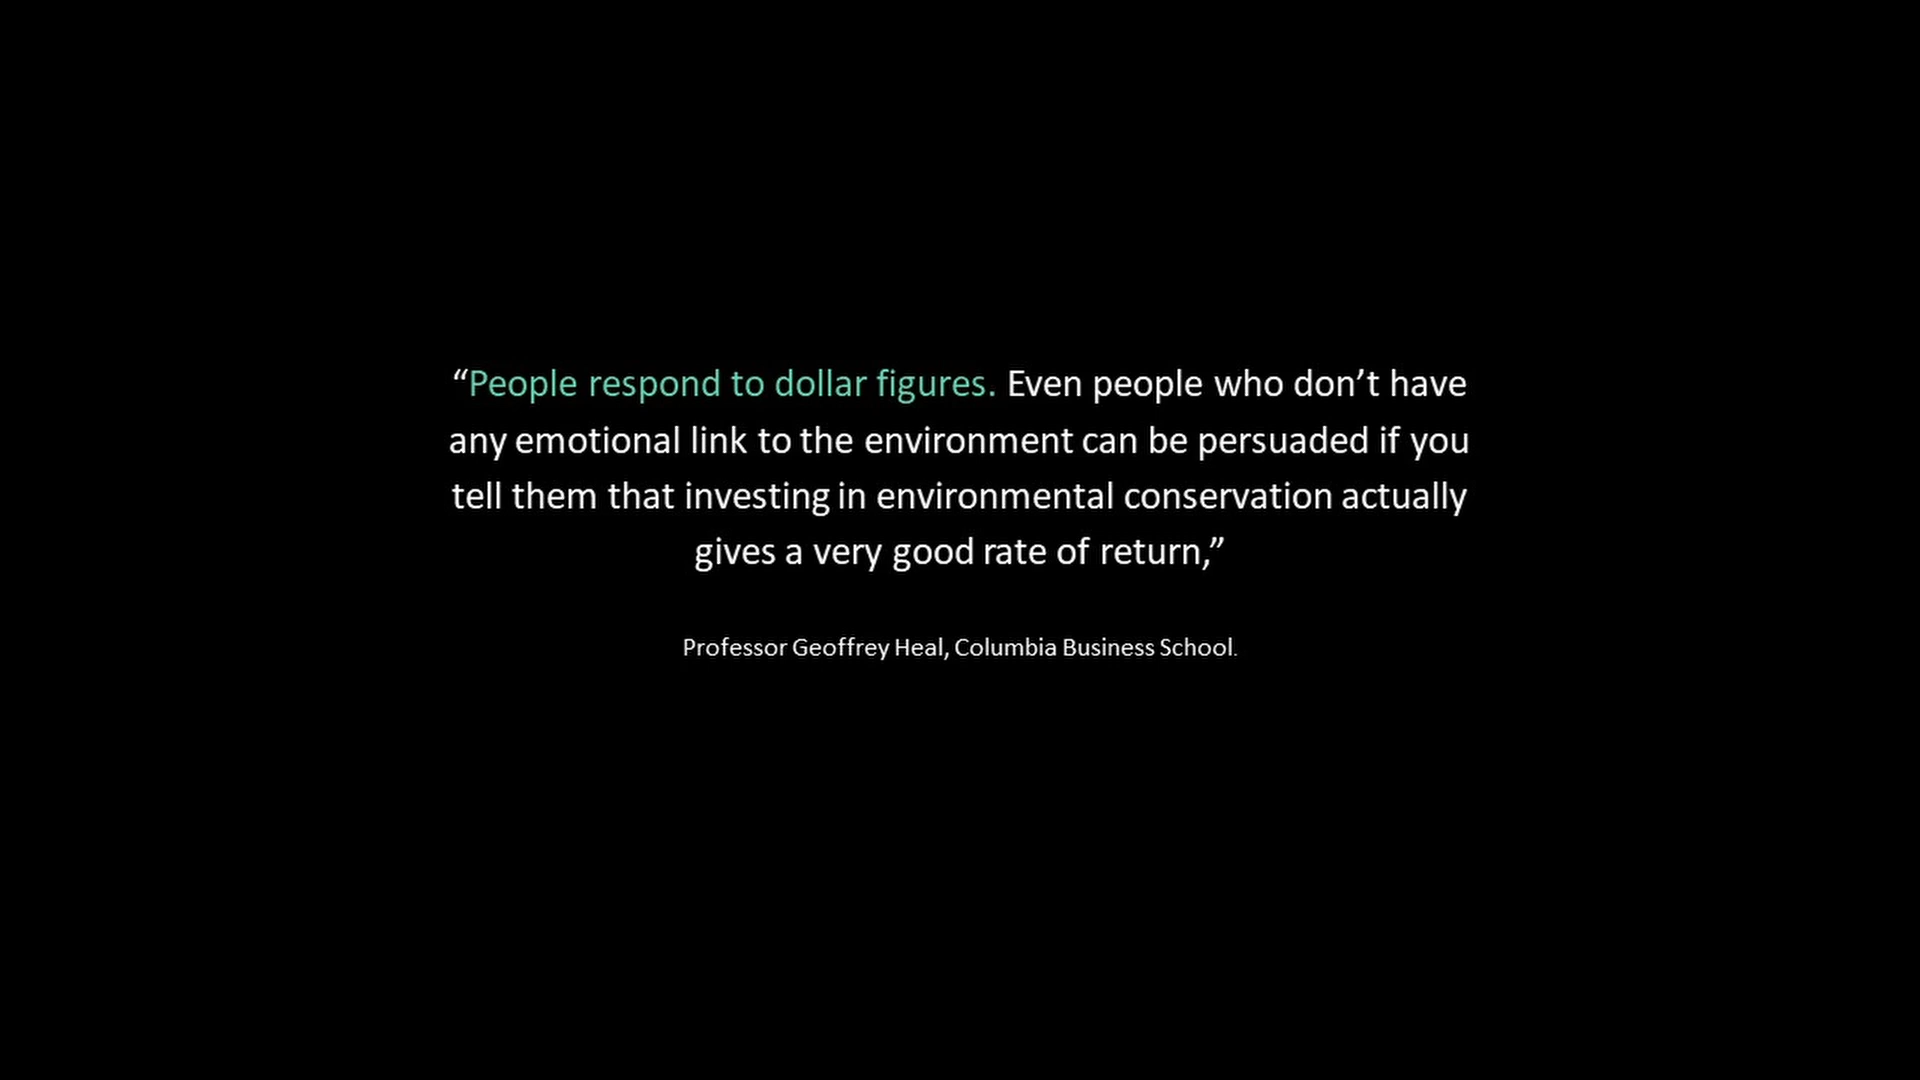 “People respond to dollar figures. Even people who don’t have
any emotional link to the environment can be persuaded if you
tell them that investing in environmental conservation actually
gives a very good rate of return,”
Professor Geoffrey Heal, Columbia Business School.